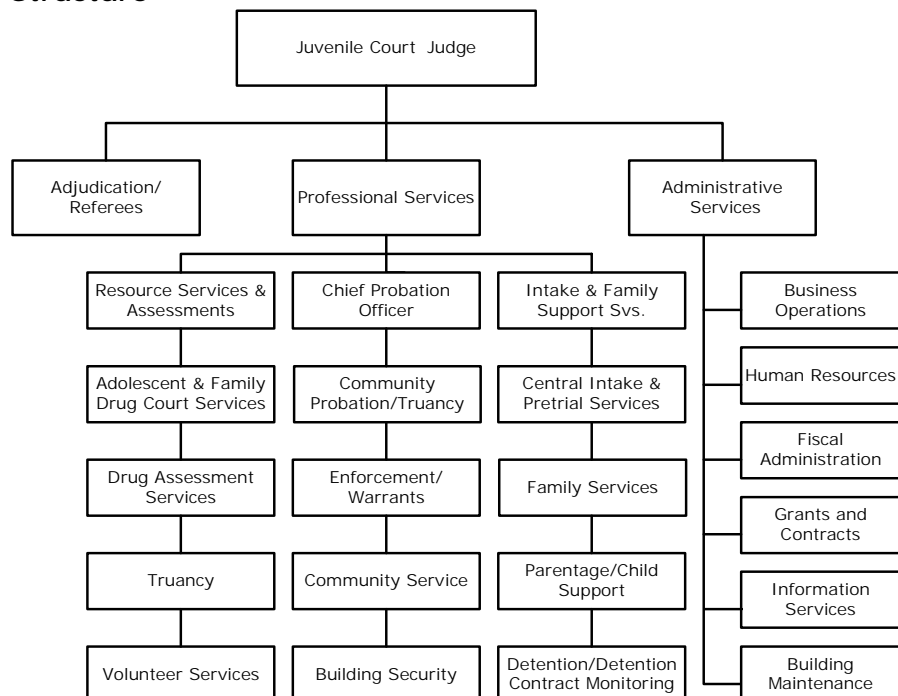 Structure
Juvenile Court Judge
Adjudication/
Referees
Professional Services
Administrative
Services
Resource Services &
Assessments
Chief Probation
Officer
Intake & Family
Support Svs.
Business
Operations
Adolescent & Family
Drug Court Services
Community
Probation/Truancy
Central Intake &
Pretrial Services
Human Resources
Drug Assessment
Services
Enforcement/
Warrants
Family Services
Fiscal
Administration
Grants and
Contracts
Truancy
Community Service
Parentage/Child
Support
Information
Services
Volunteer Services
Building Security
Detention/Detention
Contract Monitoring
Building
Maintenance